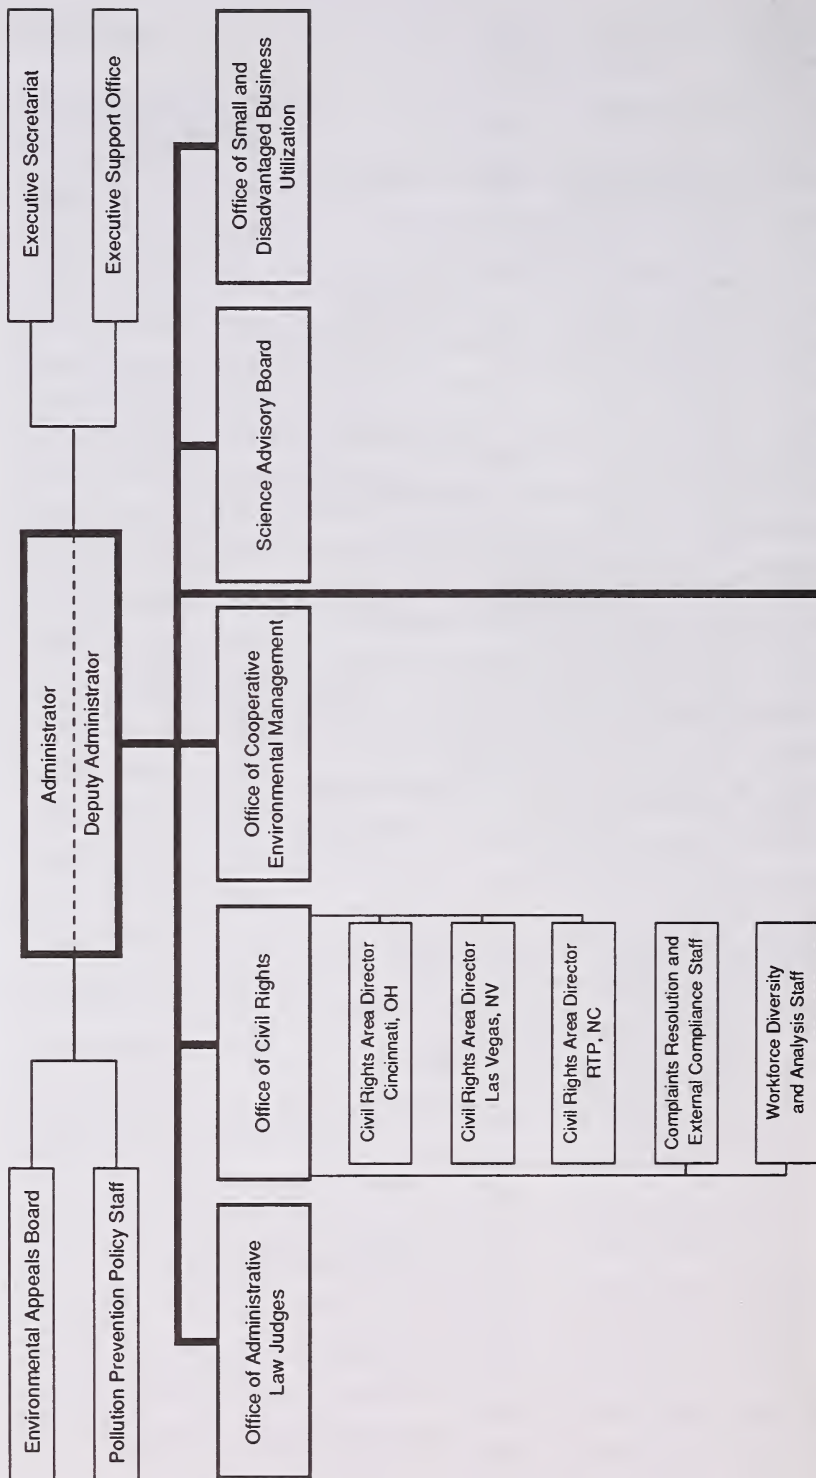 Environmental Appeals Board
Pollution Prevention Policy Staff
Administrator
Deputy Administrator
Executive Secretariat
Executive Support Office
Office of Administrative
Law Judges
Office of Civil Rights
Office of Cooperative
Environmental Management
Science Advisory Board
Office of Small and
Disadvantaged Business
Utilization
Civil Rights Area Director
Cincinnati, OH
Civil Rights Area Director
Las Vegas, NV
Civil Rights Area Director
RTP, NC
Complaints Resolution and
External Compliance Staff
Workforce Diversity
and Analysis Staff